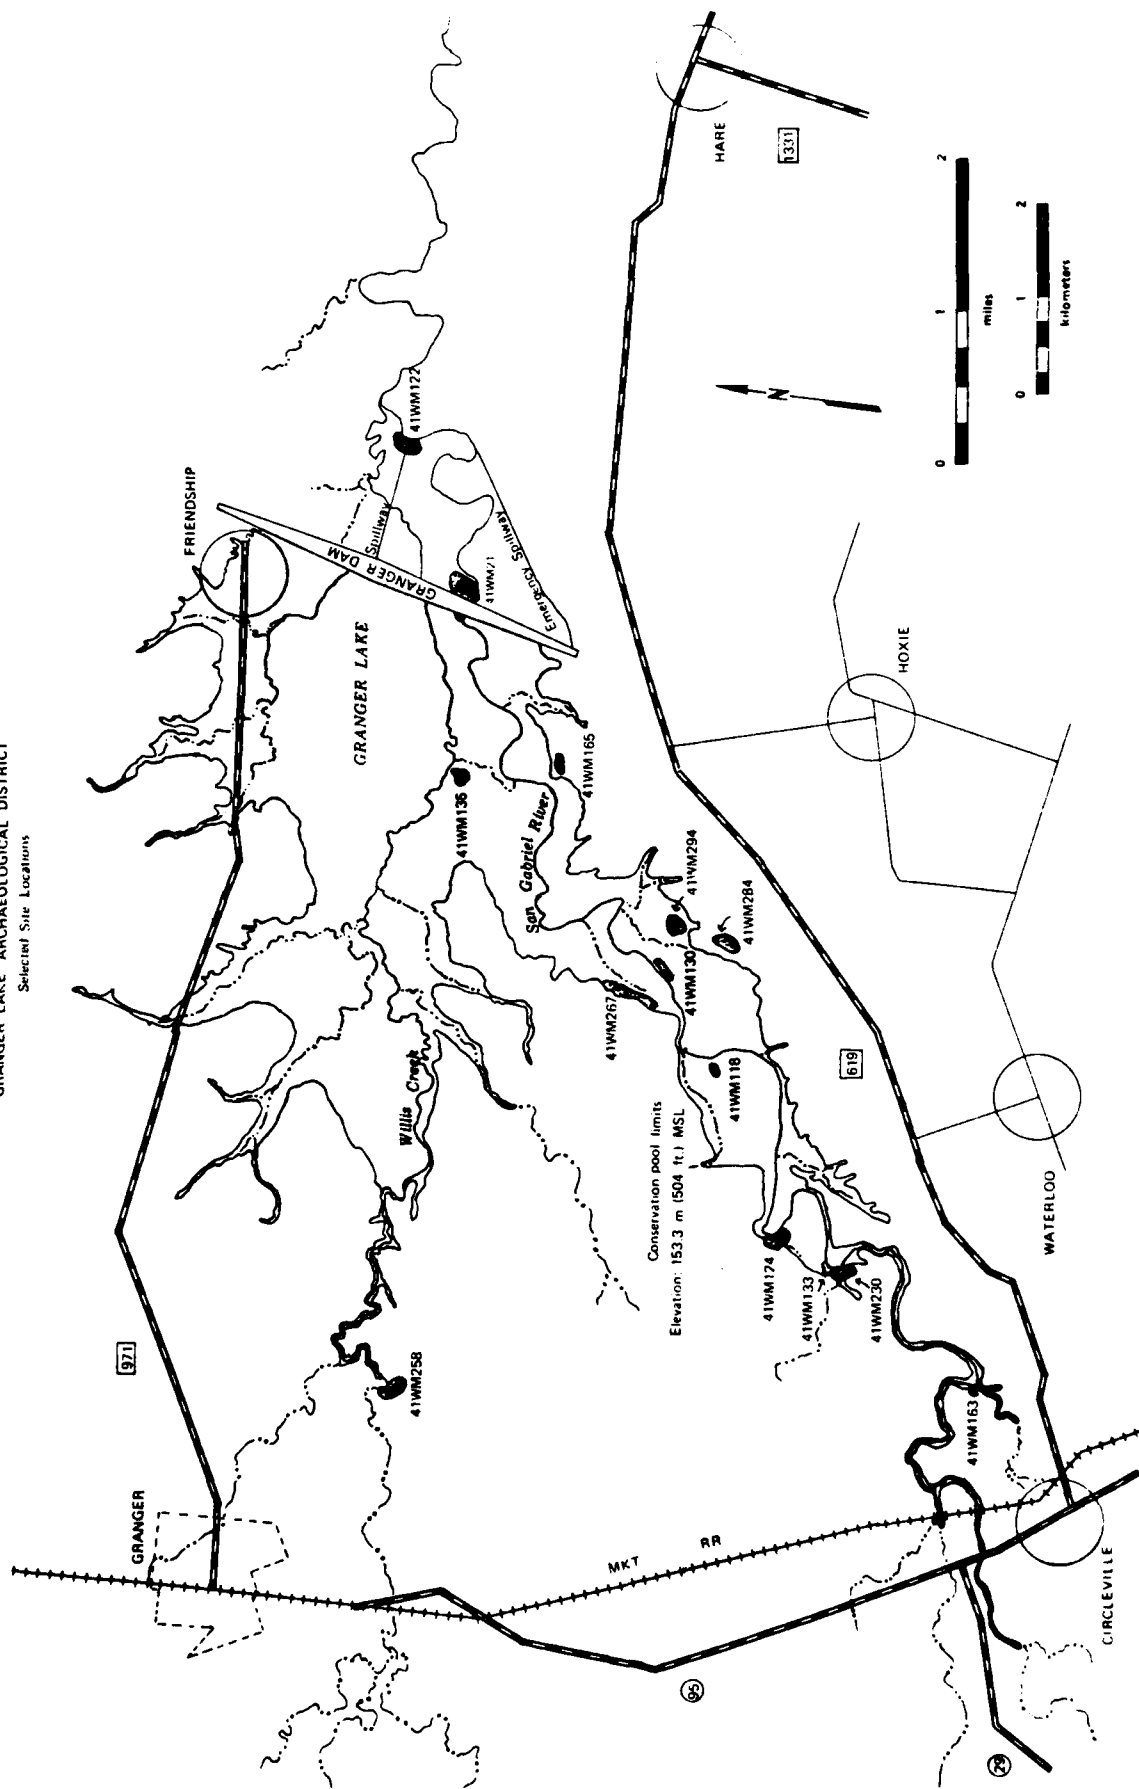 GRANGER LAKE ARCHAEOLOGICAL DISTRICT
Selected Site Locations
GRANGER
971
FRIENDSHIP
GRANGER LAKE
GRANGER DAM
Spillway
41WM122
41WM21
Emergency Spillway
41WM135
41WM165
San Gabriel River
Willis Creek
41WM258
41WM294
41WM284
41WM130
41WM267
41WM118
Conservation pool limits
Elevation: 153.3 m (504 ft.) MSL
41WM174
41WM133
41WM230
41WM163
619
MKT RR
95
29
CIRCLEVILLE
WATERLOO
HOXIE
HARE
1331
N
0 1 2
miles
0 1 2
kilometers